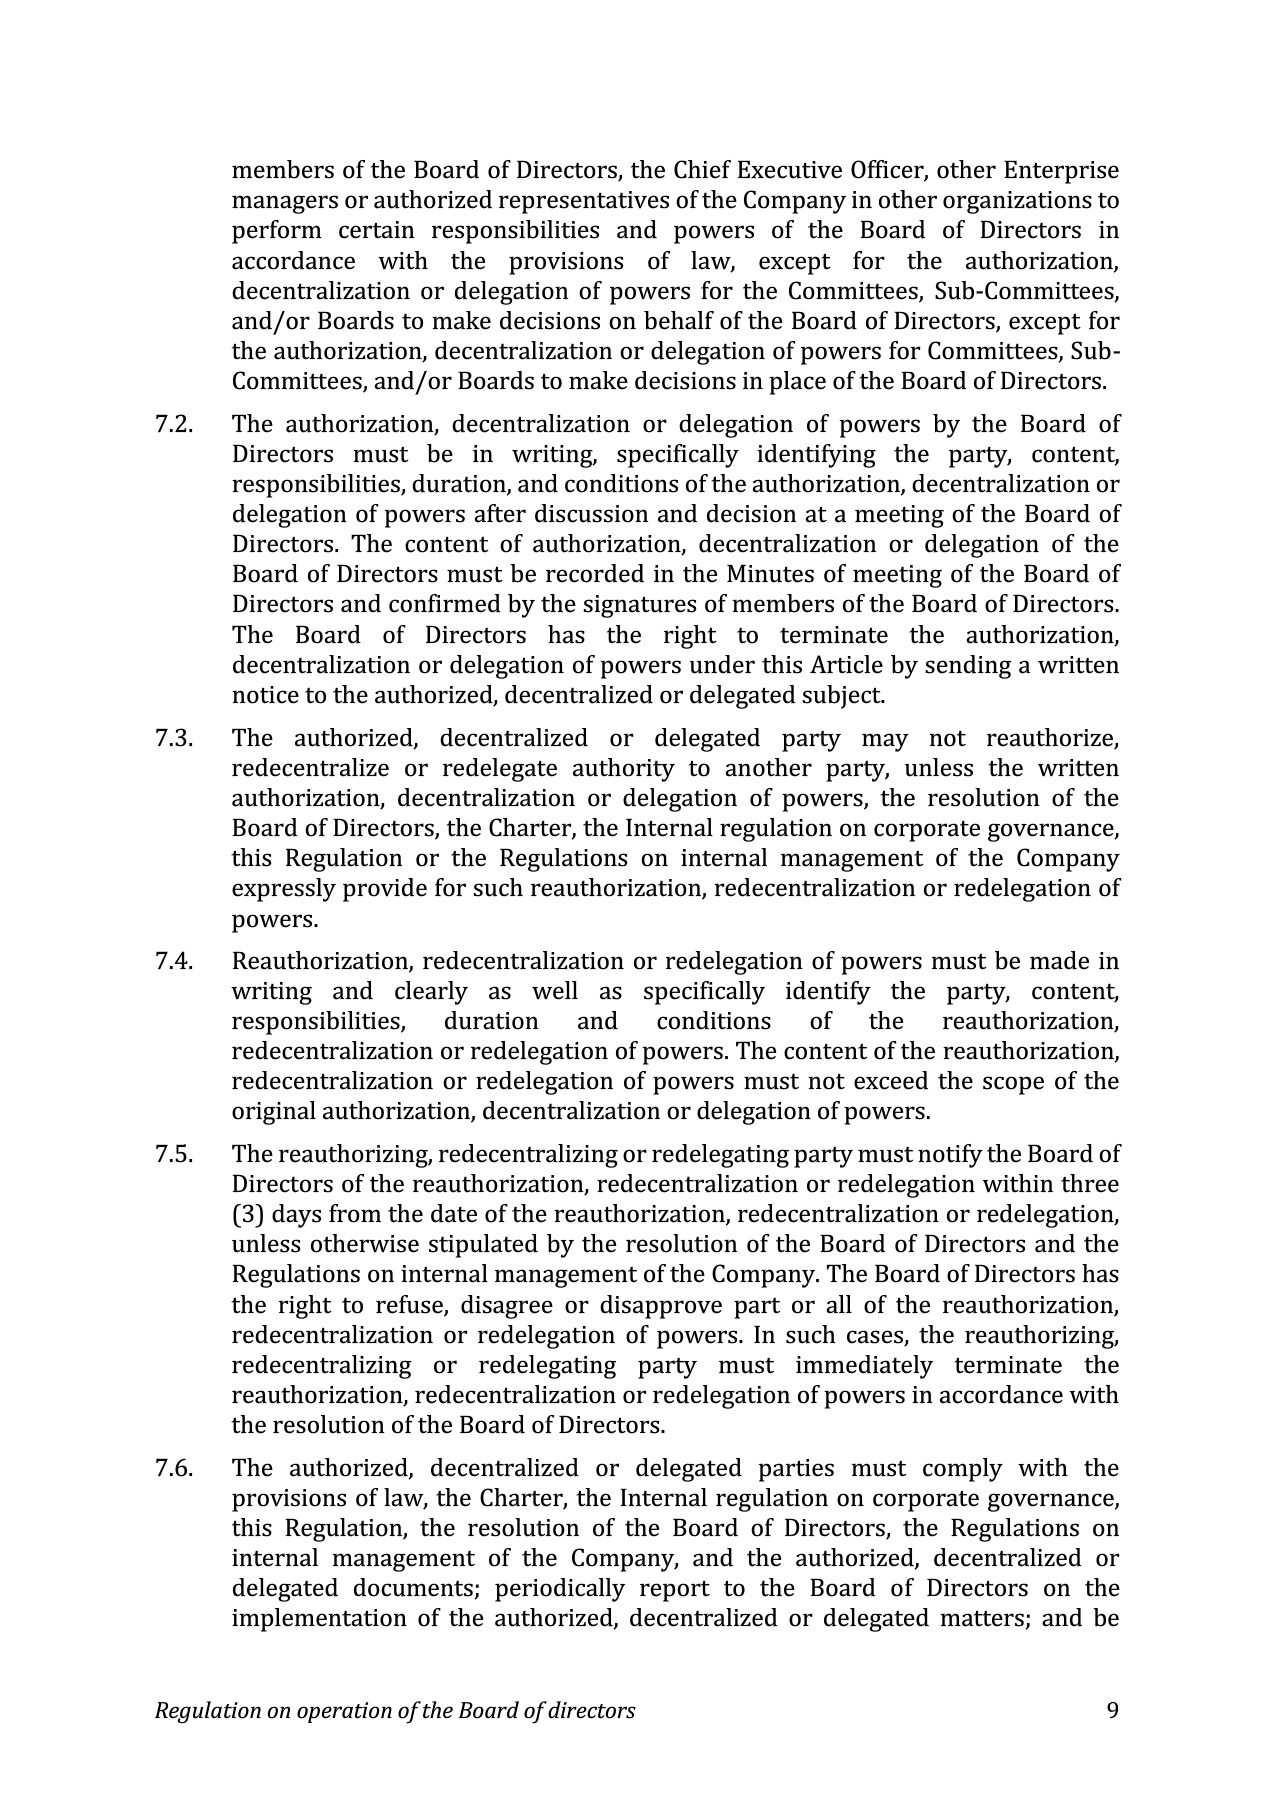 members of the Board of Directors, the Chief Executive Officer, other Enterprise
managers or authorized representatives of the Company in other organizations to
perform certain responsibilities and powers of the Board of Directors in
accordance with the provisions of law, except for the authorization,
decentralization or delegation of powers for the Committees, Sub-Committees,
and/or Boards to make decisions on behalf of the Board of Directors, except for
the authorization, decentralization or delegation of powers for Committees, Sub-
Committees, and/or Boards to make decisions in place of the Board of Directors.
7.2. The authorization, decentralization or delegation of powers by the Board of
Directors must be in writing, specifically identifying the party, content,
responsibilities, duration, and conditions of the authorization, decentralization or
delegation of powers after discussion and decision at a meeting of the Board of
Directors. The content of authorization, decentralization or delegation of the
Board of Directors must be recorded in the Minutes of meeting of the Board of
Directors and confirmed by the signatures of members of the Board of Directors.
The Board of Directors has the right to terminate the authorization,
decentralization or delegation of powers under this Article by sending a written
notice to the authorized, decentralized or delegated subject.
7.3. The authorized, decentralized or delegated party may not reauthorize,
redecentralize or redelegate authority to another party, unless the written
authorization, decentralization or delegation of powers, the resolution of the
Board of Directors, the Charter, the Internal regulation on corporate governance,
this Regulation or the Regulations on internal management of the Company
expressly provide for such reauthorization, redecentralization or redelegation of
powers.
7.4. Reauthorization, redecentralization or redelegation of powers must be made in
writing and clearly as well as specifically identify the party, content,
responsibilities, duration and conditions of the reauthorization,
redecentralization or redelegation of powers. The content of the reauthorization,
redecentralization or redelegation of powers must not exceed the scope of the
original authorization, decentralization or delegation of powers.
7.5. The reauthorizing, redecentralizing or redelegating party must notify the Board of
Directors of the reauthorization, redecentralization or redelegation within three
(3) days from the date of the reauthorization, redecentralization or redelegation,
unless otherwise stipulated by the resolution of the Board of Directors and the
Regulations on internal management of the Company. The Board of Directors has
the right to refuse, disagree or disapprove part or all of the reauthorization,
redecentralization or redelegation of powers. In such cases, the reauthorizing,
redecentralizing or redelegating party must immediately terminate the
reauthorization, redecentralization or redelegation of powers in accordance with
the resolution of the Board of Directors.
7.6. The authorized, decentralized or delegated parties must comply with the
provisions of law, the Charter, the Internal regulation on corporate governance,
this Regulation, the resolution of the Board of Directors, the Regulations on
internal management of the Company, and the authorized, decentralized or
delegated documents; periodically report to the Board of Directors on the
implementation of the authorized, decentralized or delegated matters; and be
Regulation on operation of the Board of directors 9